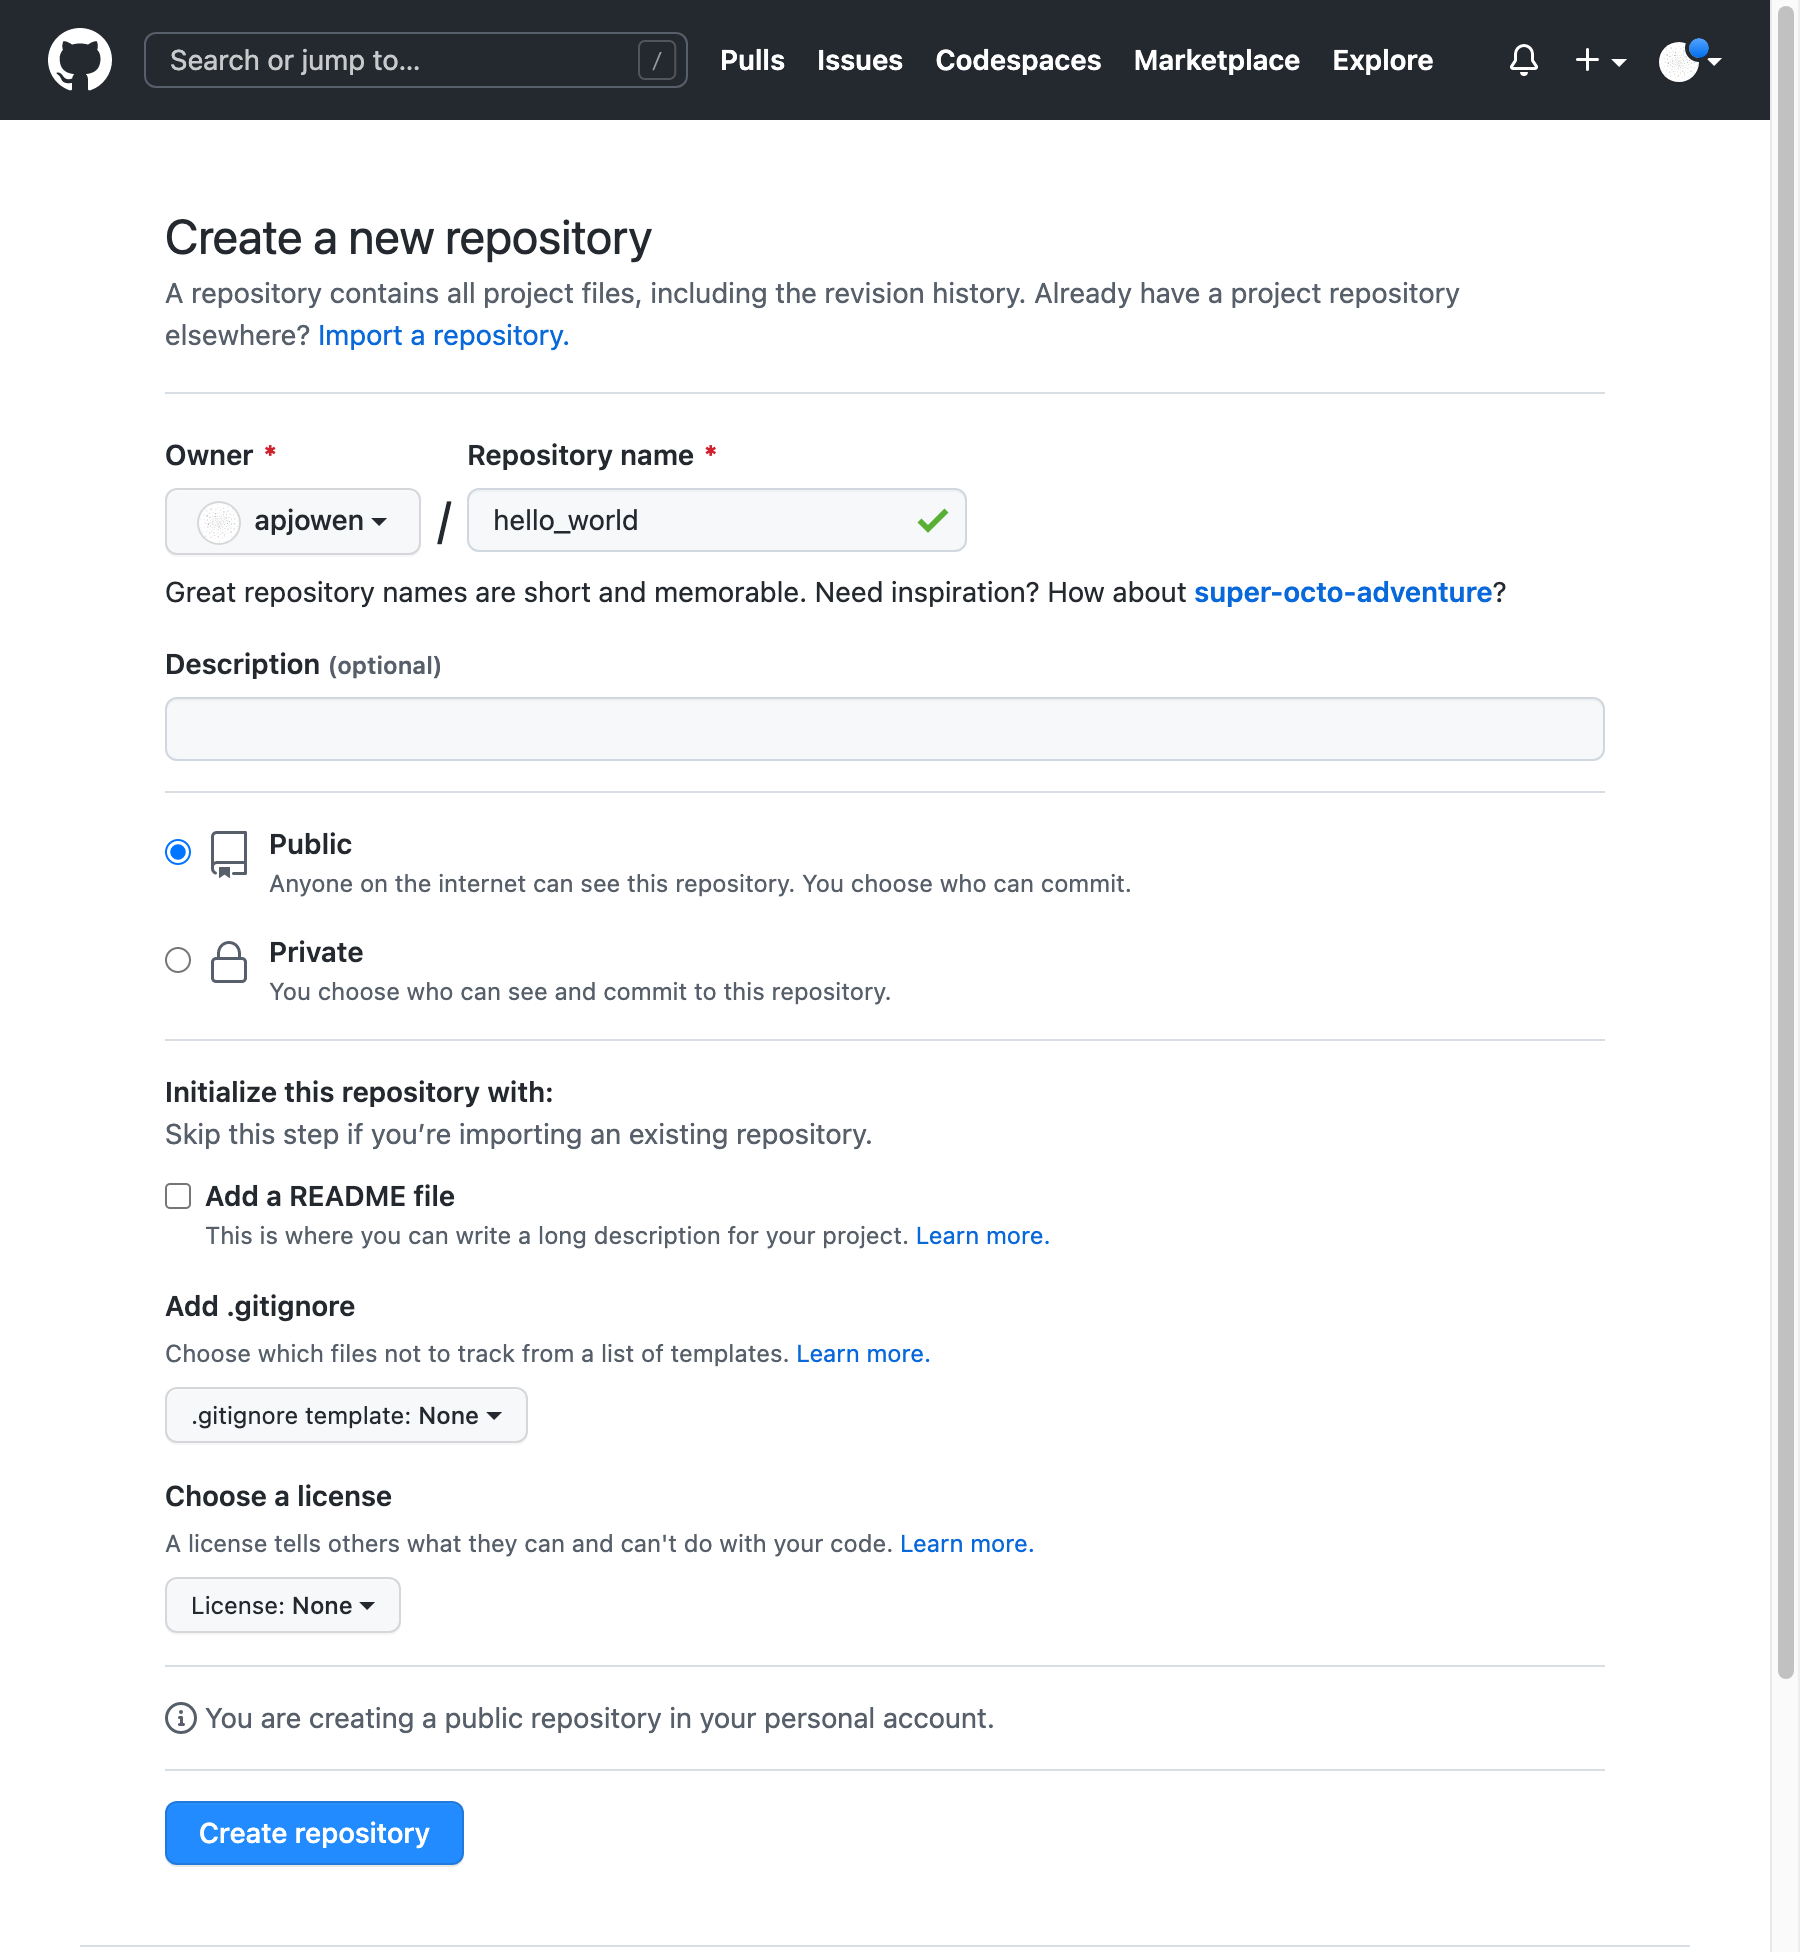 Search or jump to... /
Pulls Issues Codespaces Marketplace Explore
Create a new repository
A repository contains all project files, including the revision history. Already have a project repository
elsewhere? Import a repository.
Owner * Repository name *
apjowen / hello_world
Great repository names are short and memorable. Need inspiration? How about super-octo-adventure?
Description (optional)
Public
Anyone on the internet can see this repository. You choose who can commit.
Private
You choose who can see and commit to this repository.
Initialize this repository with:
Skip this step if you’re importing an existing repository.
Add a README file
This is where you can write a long description for your project. Learn more.
Add .gitignore
Choose which files not to track from a list of templates. Learn more.
.gitignore template: None
Choose a license
A license tells others what they can and can't do with your code. Learn more.
License: None
You are creating a public repository in your personal account.
Create repository